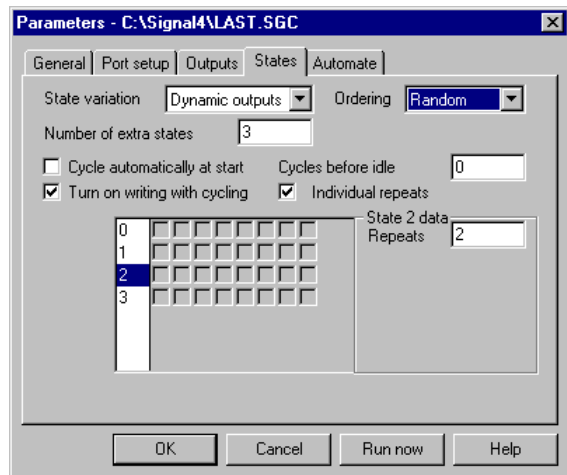 Parameters - C:\Signal4\LAST.SGC
General Port setup Outputs States Automate
State variation Dynamic outputs Ordering Random
Number of extra states 3
Cycle automatically at start Cycles before idle 0
Turn on writing with cycling Individual repeats
State 2 data
0
Repeats 2
1
2
3
OK Cancel Run now Help